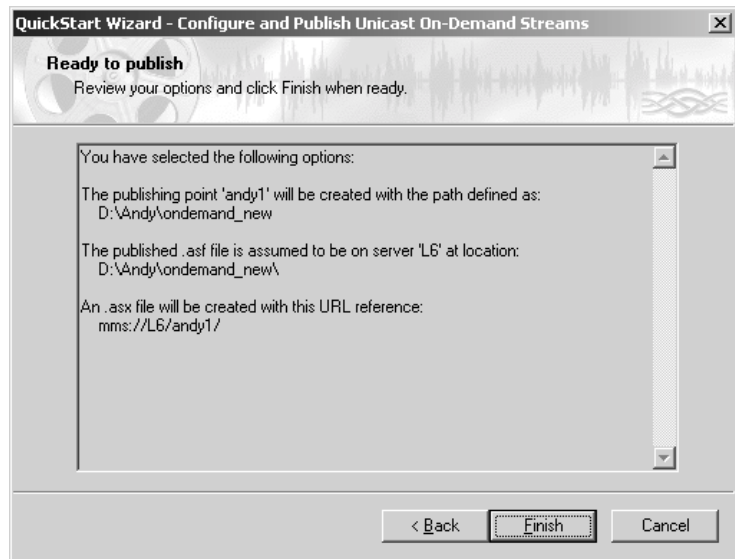 QuickStart Wizard - Configure and Publish Unicast On-Demand Streams
Ready to publish
Review your options and click Finish when ready.
You have selected the following options:
The publishing point 'andy1' will be created with the path defined as:
D:\Andy\ondemand_new
The published .asf file is assumed to be on server 'L6' at location:
D:\Andy\ondemand_new\
An .asx file will be created with this URL reference:
mms://L6/andy1/
< Back Finish Cancel